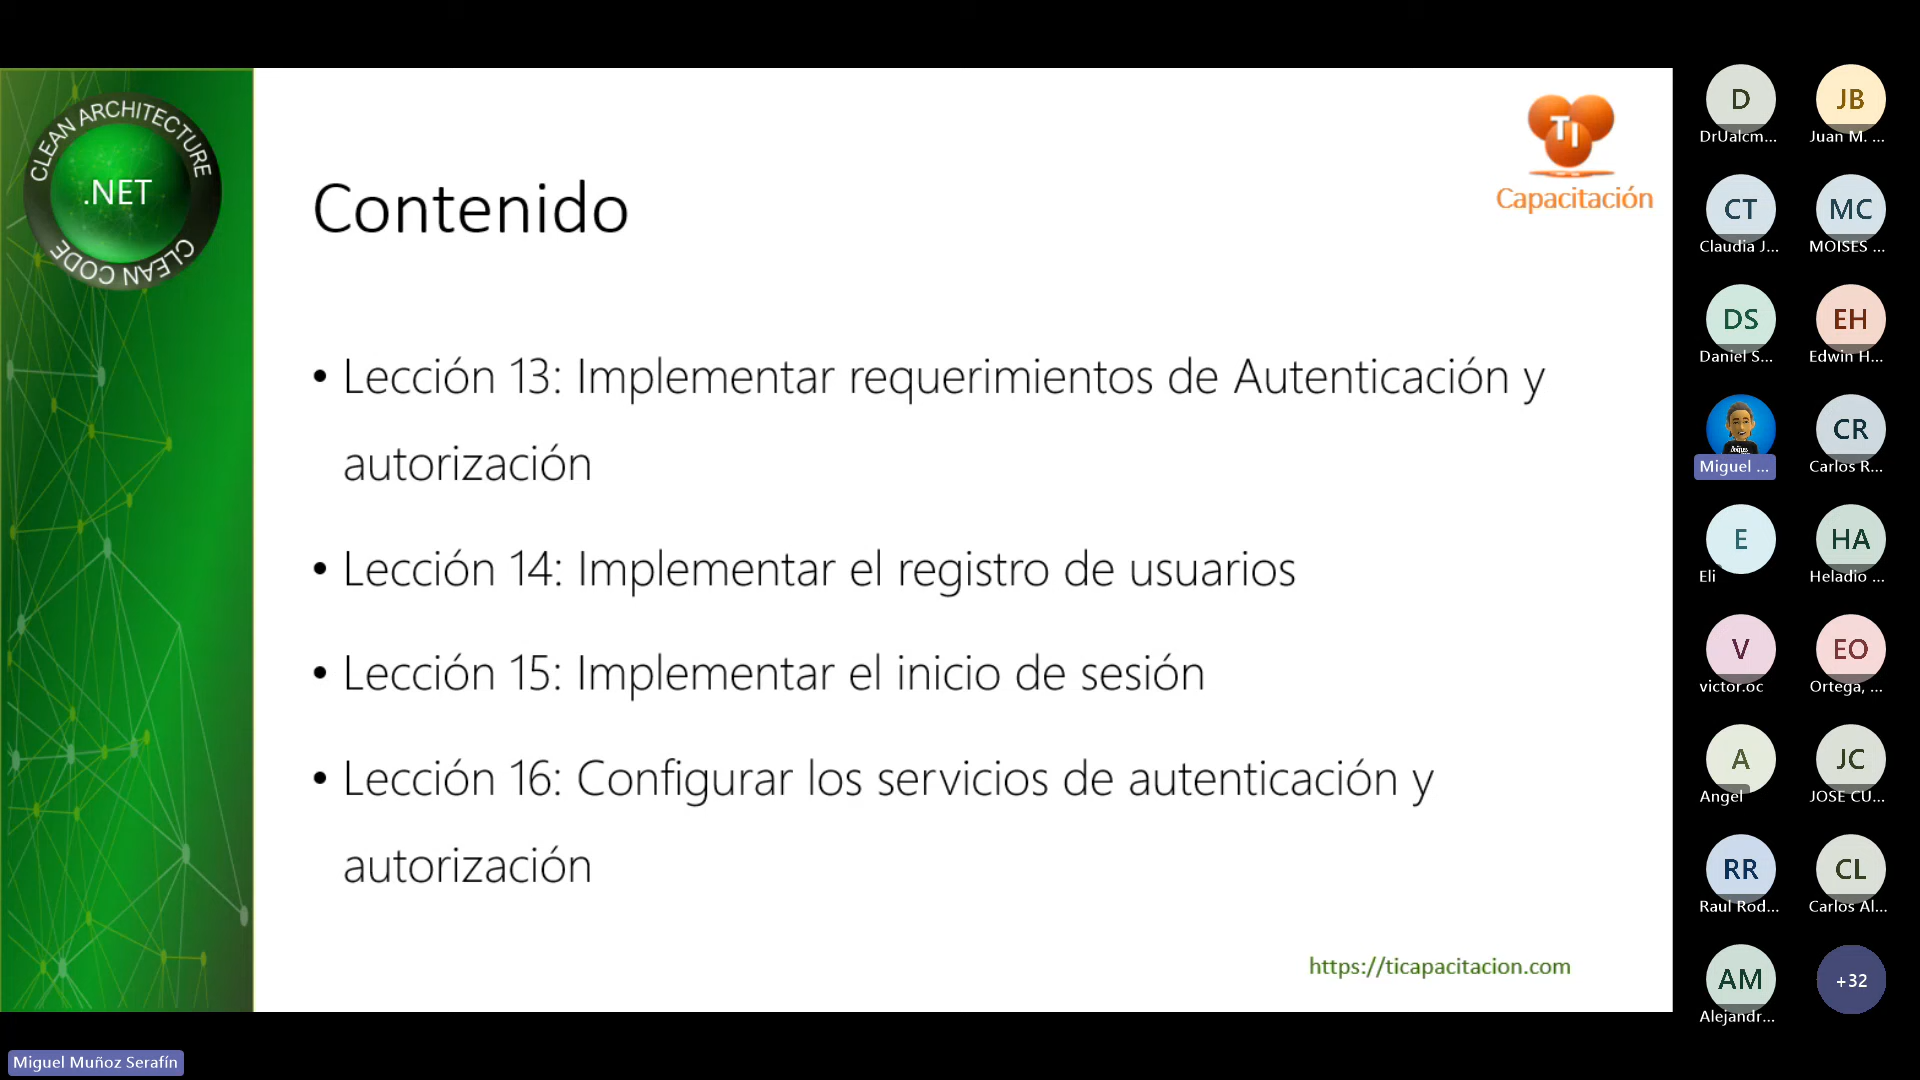 CLEAN ARCHITECTURE
.NET
CLEAN CODE
TI
Capacitación
Contenido
• Lección 13: Implementar requerimientos de Autenticación y
autorización
• Lección 14: Implementar el registro de usuarios
• Lección 15: Implementar el inicio de sesión
• Lección 16: Configurar los servicios de autenticación y
autorización
https://ticapacitacion.com
D
DrUalcm...
JB
Juan M. ...
CT
Claudia J...
MC
MOISES ...
DS
Daniel S...
EH
Edwin H...
Miguel ...
CR
Carlos R...
E
Eli
HA
Heladio ...
V
victor.oc
EO
Ortega, ...
A
Angel
JC
JOSE CU...
RR
Raul Rod...
CL
Carlos Al...
AM
Alejandr...
+32
Miguel Muñoz Serafín